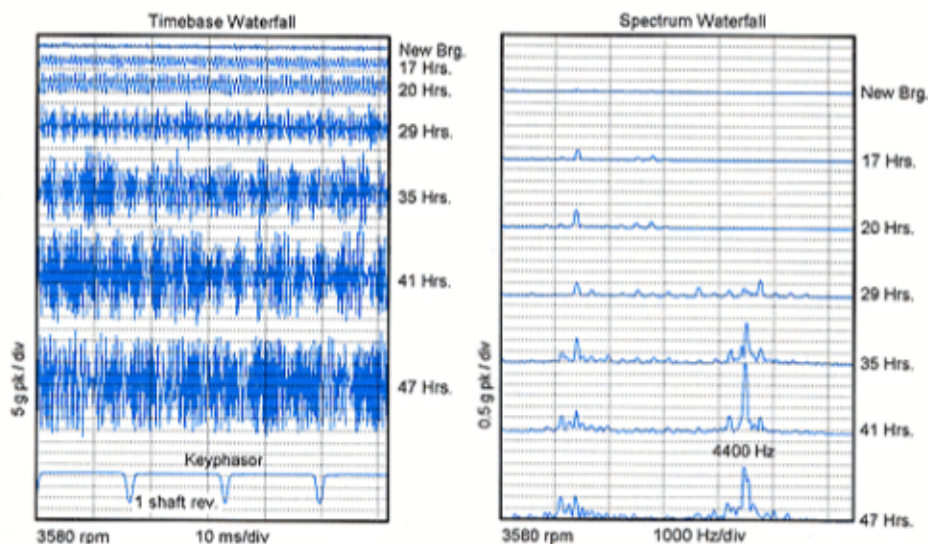 Timebase Waterfall
New Brg.
17 Hrs.
20 Hrs.
29 Hrs.
35 Hrs.
41 Hrs.
47 Hrs.
5 g pk / div
Keyphasor
1 shaft rev.
3580 rpm 10 ms/div
Spectrum Waterfall
New Brg.
17 Hrs.
20 Hrs.
29 Hrs.
35 Hrs.
41 Hrs.
4400 Hz
47 Hrs.
0.5 g pk / div
3580 rpm 1000 Hz/div